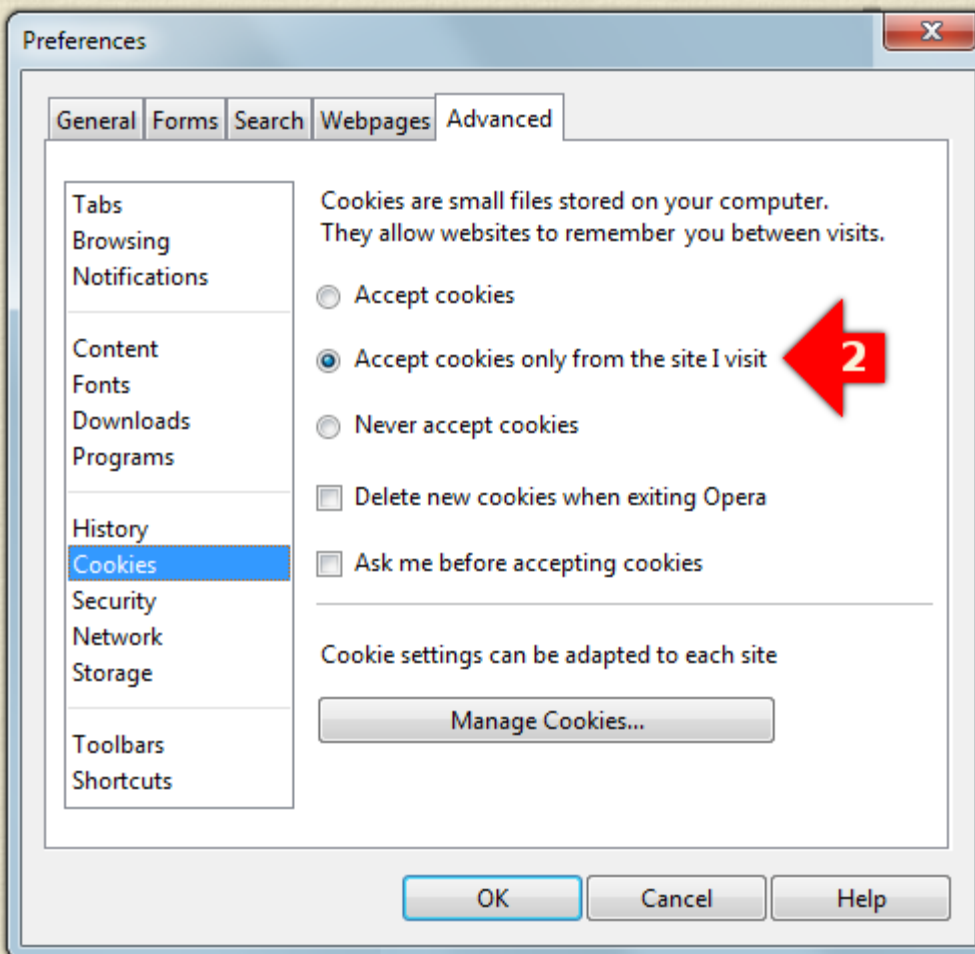 Preferences
x
General Forms Search Webpages Advanced
Tabs
Browsing
Notifications
Content
Fonts
Downloads
Programs
History
Cookies
Security
Network
Storage
Toolbars
Shortcuts
Cookies are small files stored on your computer.
They allow websites to remember you between visits.
Accept cookies
Accept cookies only from the site I visit
2
Never accept cookies
Delete new cookies when exiting Opera
Ask me before accepting cookies
Cookie settings can be adapted to each site
Manage Cookies...
OK Cancel Help